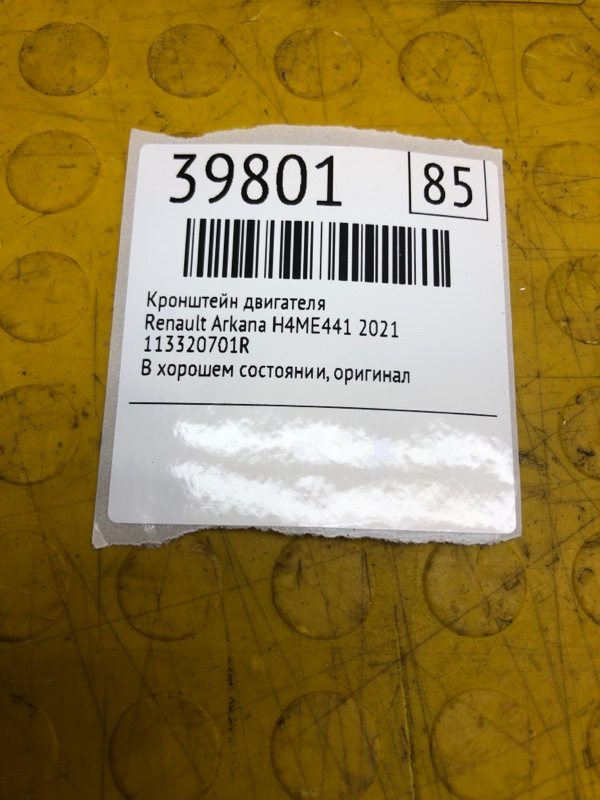 39801
85
Кронштейн двигателя
Renault Arkana H4ME441 2021
113320701R
В хорошем состоянии, оригинал